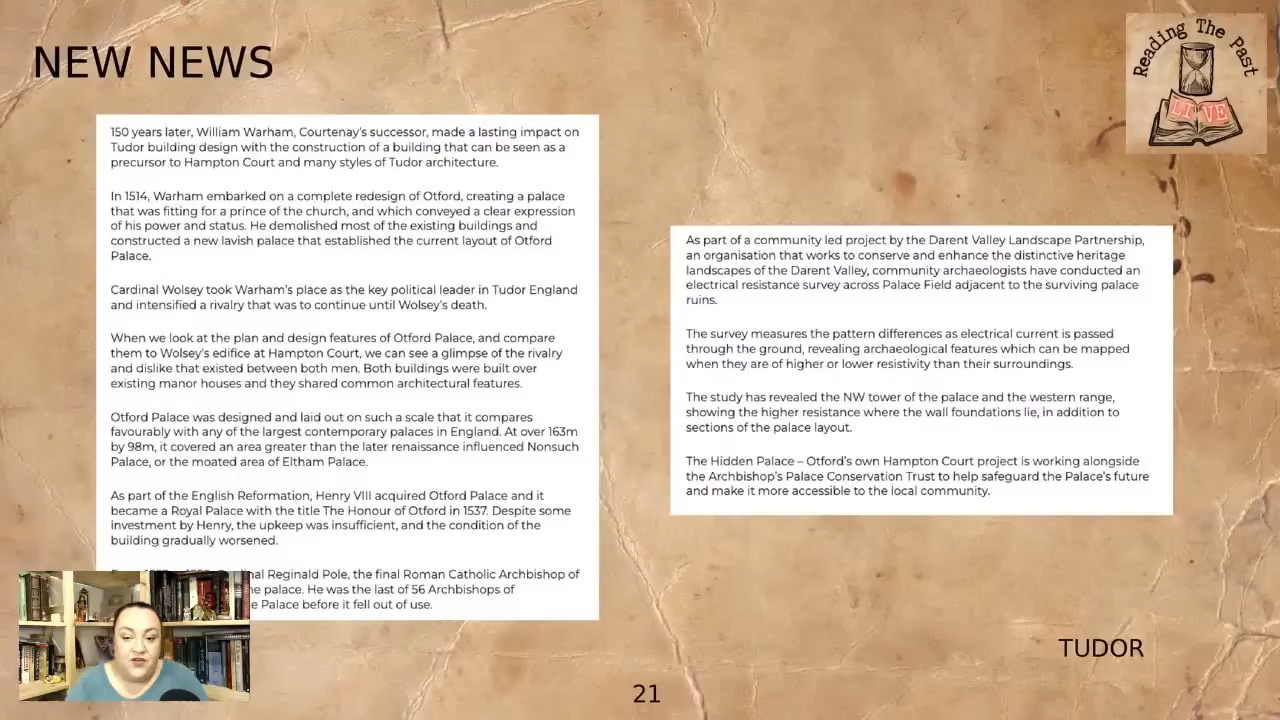 NEW NEWS
Reading The Past
LIVE
150 years later, William Warham, Courtenay's successor, made a lasting impact on
Tudor building design with the construction of a building that can be seen as a
precursor to Hampton Court and many styles of Tudor architecture.
In 1514, Warham embarked on a complete redesign of Otford, creating a palace
that was fitting for a prince of the church, and which conveyed a clear expression
of his power and status. He demolished most of the existing buildings and
constructed a new lavish palace that established the current layout of Otford
Palace.
Cardinal Wolsey took Warham's place as the key political leader in Tudor England
and intensified a rivalry that was to continue until Wolsey's death.
When we look at the plan and design features of Otford Palace, and compare
them to Wolsey's edifice at Hampton Court, we can see a glimpse of the rivalry
and dislike that existed between both men. Both buildings were built over
existing manor houses and they shared common architectural features.
Otford Palace was designed and laid out on such a scale that it compares
favourably with any of the largest contemporary palaces in England. At over 163m
by 98m, it covered an area greater than the later renaissance influenced Nonsuch
Palace, or the moated area of Eltham Palace.
As part of the English Reformation, Henry VIII acquired Otford Palace and it
became a Royal Palace with the title The Honour of Otford in 1537. Despite some
investment by Henry, the upkeep was insufficient, and the condition of the
building gradually worsened.
Reginald Pole, the final Roman Catholic Archbishop of
palace. He was the last of 56 Archbishops of
Palace before it fell out of use.
As part of a community led project by the Darent Valley Landscape Partnership,
an organisation that works to conserve and enhance the distinctive heritage
landscapes of the Darent Valley, community archaeologists have conducted an
electrical resistance survey across Palace Field adjacent to the surviving palace
ruins.
The survey measures the pattern differences as electrical current is passed
through the ground, revealing archaeological features which can be mapped
when they are of higher or lower resistivity than their surroundings.
The study has revealed the NW tower of the palace and the western range,
showing the higher resistance where the wall foundations lie, in addition to
sections of the palace layout.
The Hidden Palace – Otford's own Hampton Court project is working alongside
the Archbishop's Palace Conservation Trust to help safeguard the Palace's future
and make it more accessible to the local community.
TUDOR
21